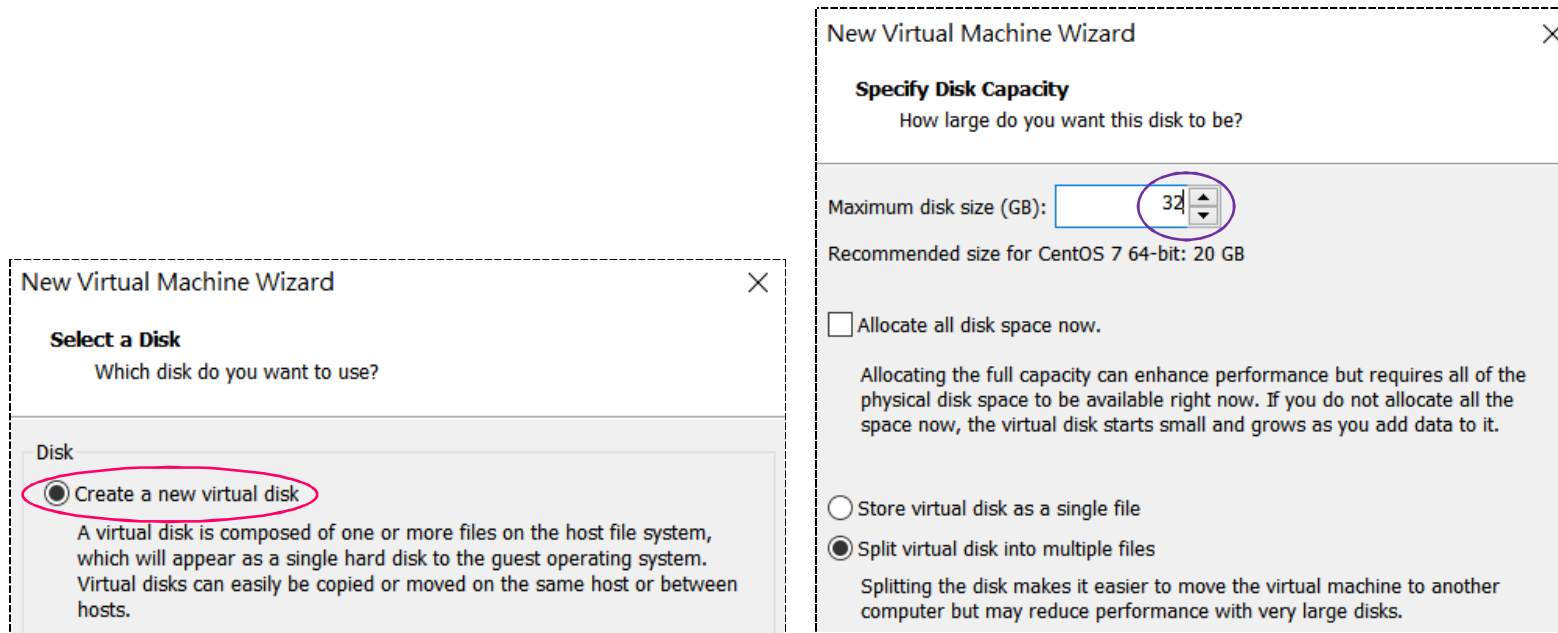 New Virtual Machine Wizard
Select a Disk
Which disk do you want to use?
Disk
Create a new virtual disk
A virtual disk is composed of one or more files on the host file system,
which will appear as a single hard disk to the guest operating system.
Virtual disks can easily be copied or moved on the same host or between
hosts.
New Virtual Machine Wizard
Specify Disk Capacity
How large do you want this disk to be?
Maximum disk size (GB): 32
Recommended size for CentOS 7 64-bit: 20 GB
Allocate all disk space now.
Allocating the full capacity can enhance performance but requires all of the
physical disk space to be available right now. If you do not allocate all the
space now, the virtual disk starts small and grows as you add data to it.
Store virtual disk as a single file
Split virtual disk into multiple files
Splitting the disk makes it easier to move the virtual machine to another
computer but may reduce performance with very large disks.